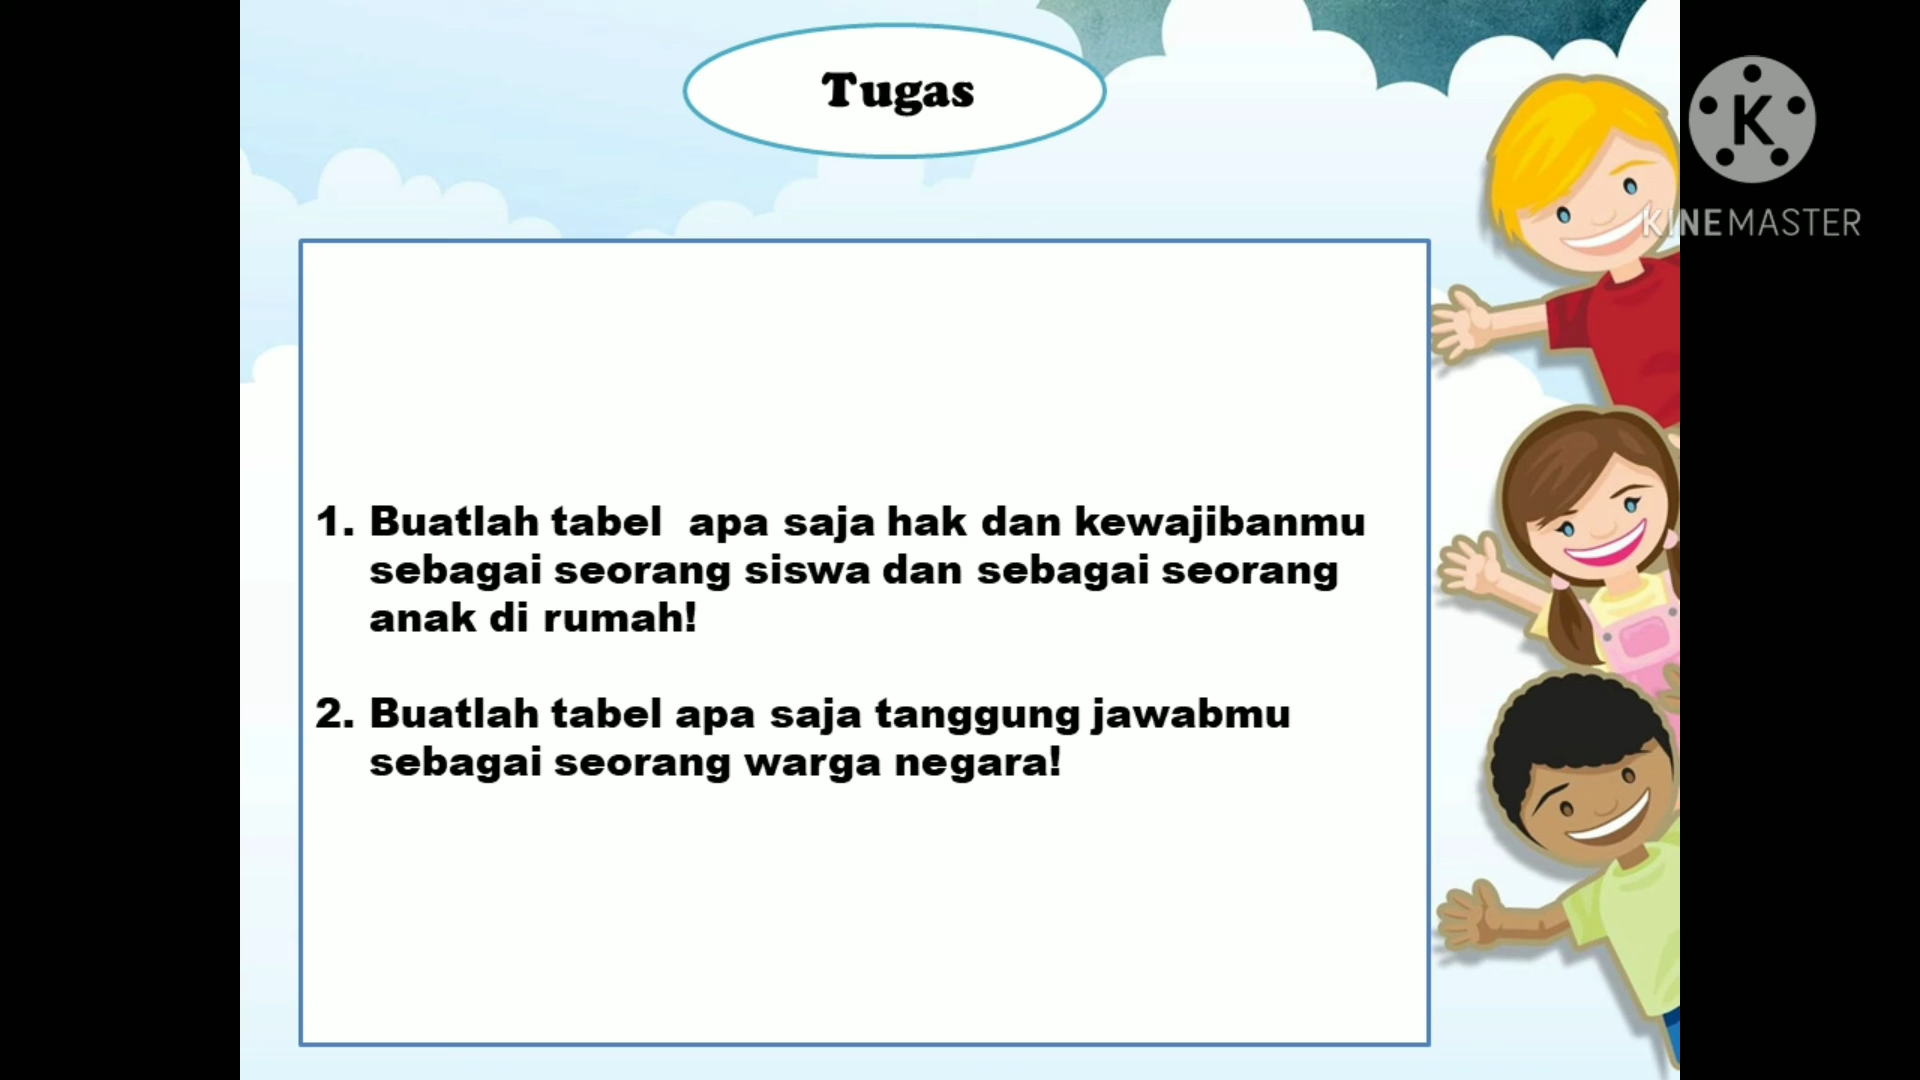 Tugas
K
KINEMASTER
1. Buatlah tabel apa saja hak dan kewajibanmu
sebagai seorang siswa dan sebagai seorang
anak di rumah!
2. Buatlah tabel apa saja tanggung jawabmu
sebagai seorang warga negara!